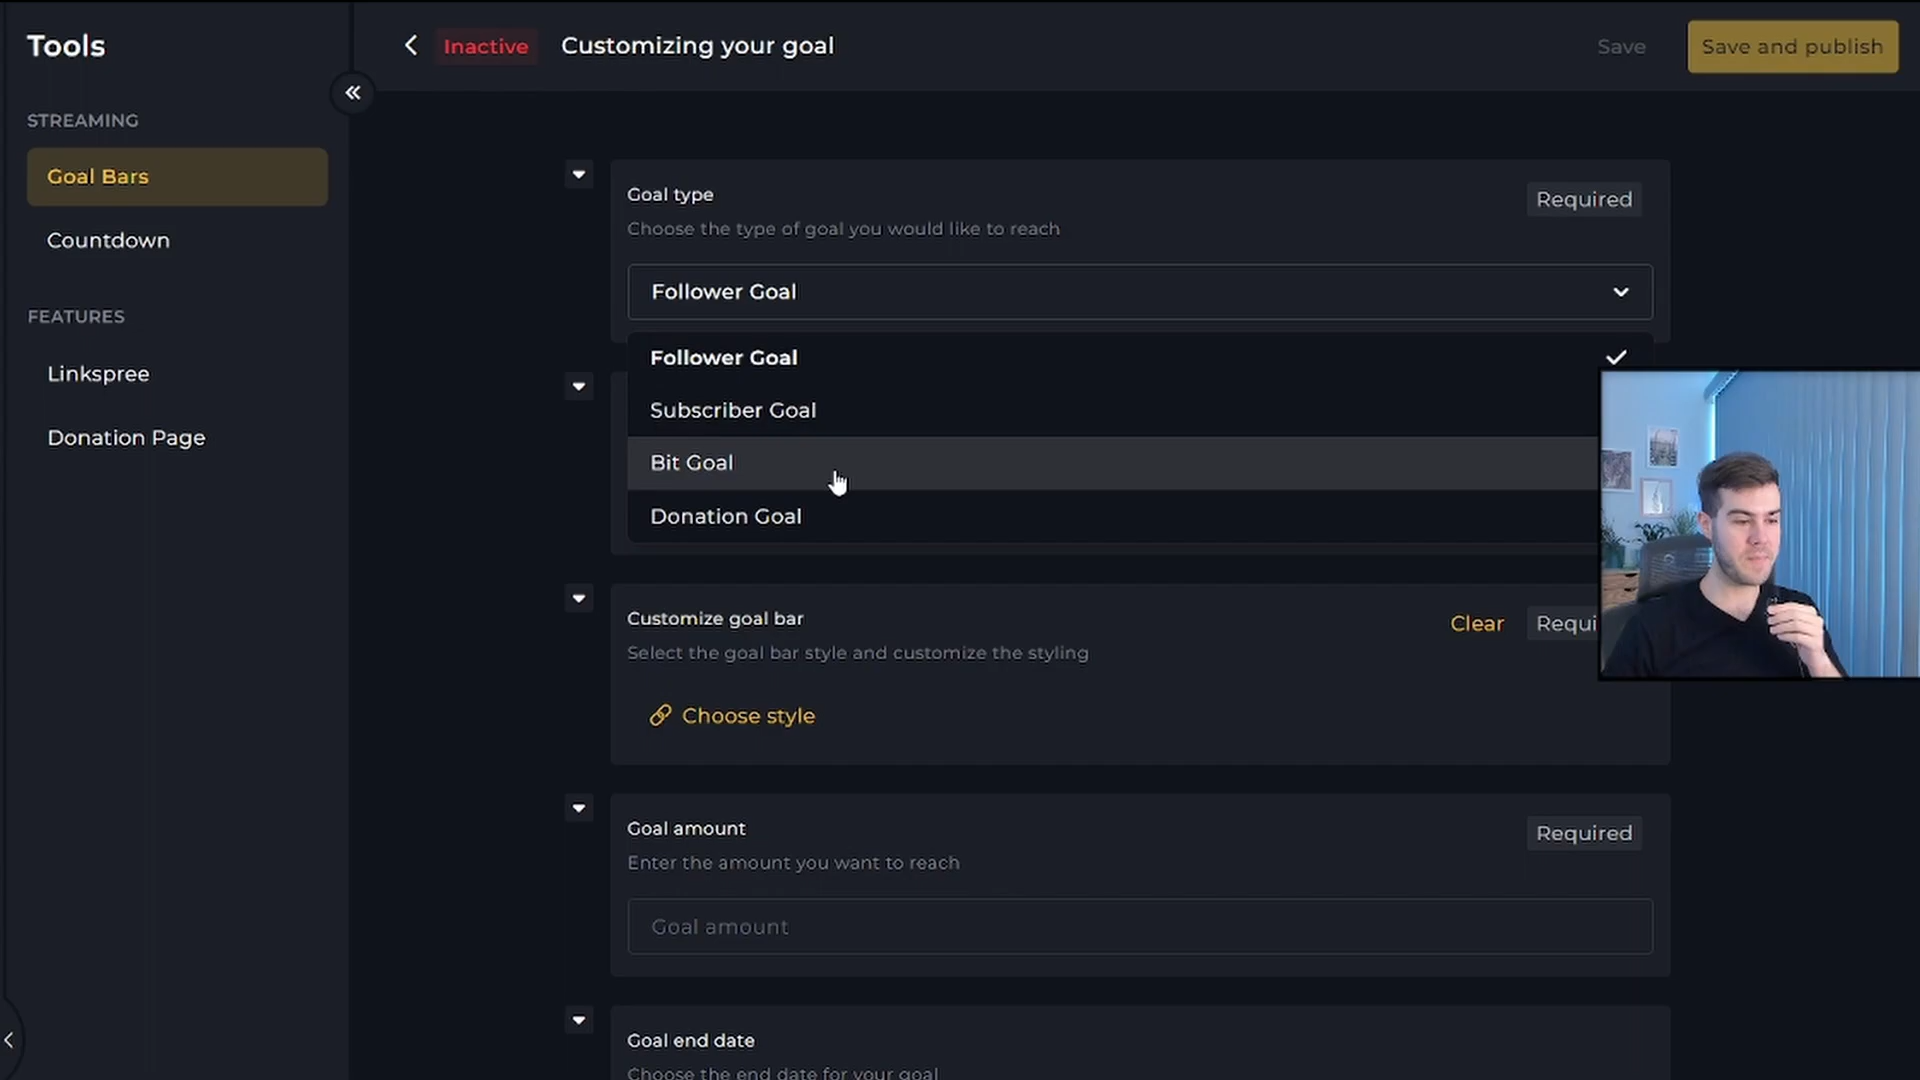 Tools
STREAMING
Goal Bars
Countdown
FEATURES
Linkspree
Donation Page
Inactive
Customizing your goal
Save
Save and publish
Goal type
Required
Choose the type of goal you would like to reach
Follower Goal
Follower Goal
Subscriber Goal
Bit Goal
Donation Goal
Customize goal bar
Clear
Requi
Select the goal bar style and customize the styling
Choose style
Goal amount
Required
Enter the amount you want to reach
Goal amount
Goal end date
Choose the end date for your goal